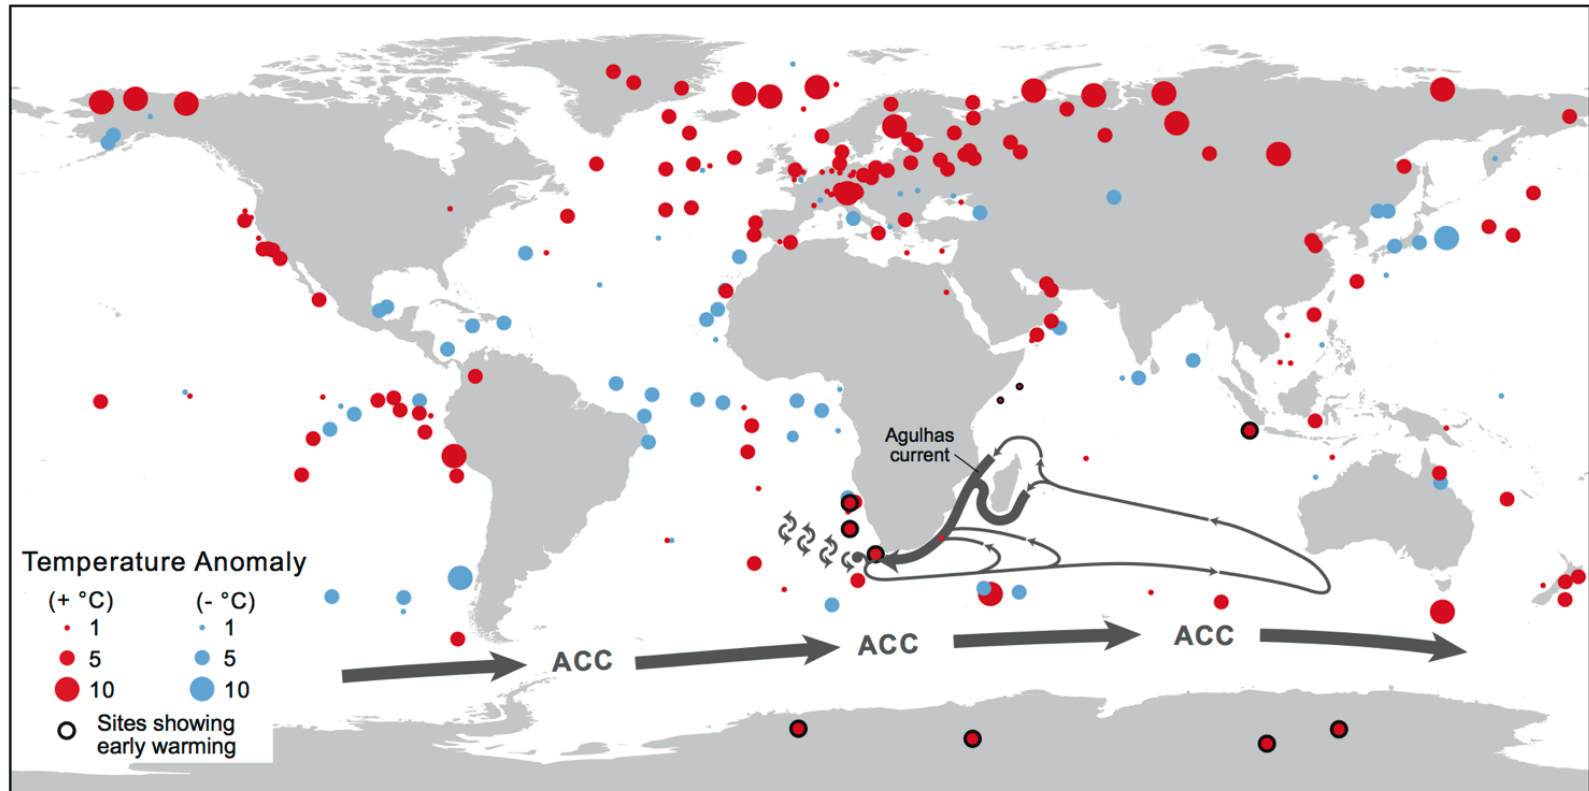 Agulhas
current
Temperature Anomaly
(+ °C) (- °C)
1 1
5 5
10 10
Sites showing
early warming
ACC
ACC
ACC